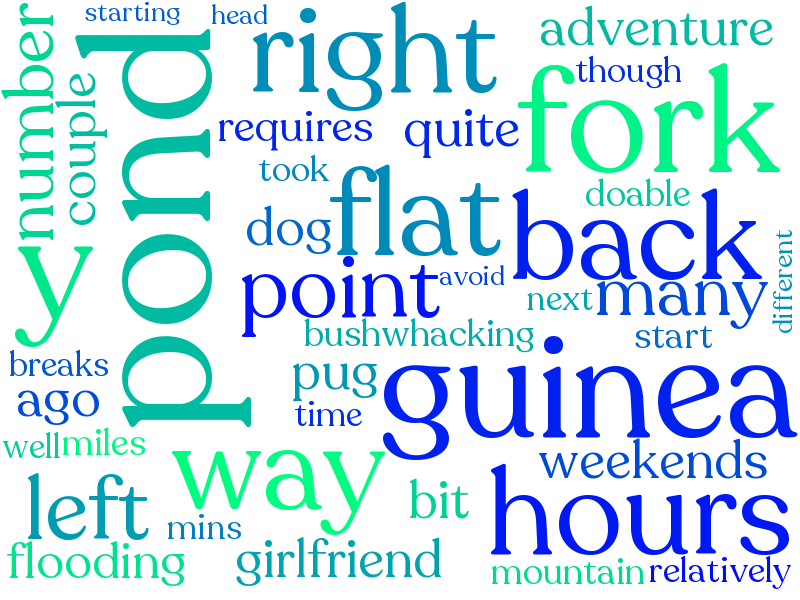 starting
head
right
adventure
number
couple
pond
though
fork
requires
quite
took
flat
doable
dog
back
y
point
avoid
next
many
different
bushwhacking
start
breaks
pug
guinea
ago
time
well
miles
way
weekends
left
bit
hours
mins
flooding
girlfriend
mountain
relatively